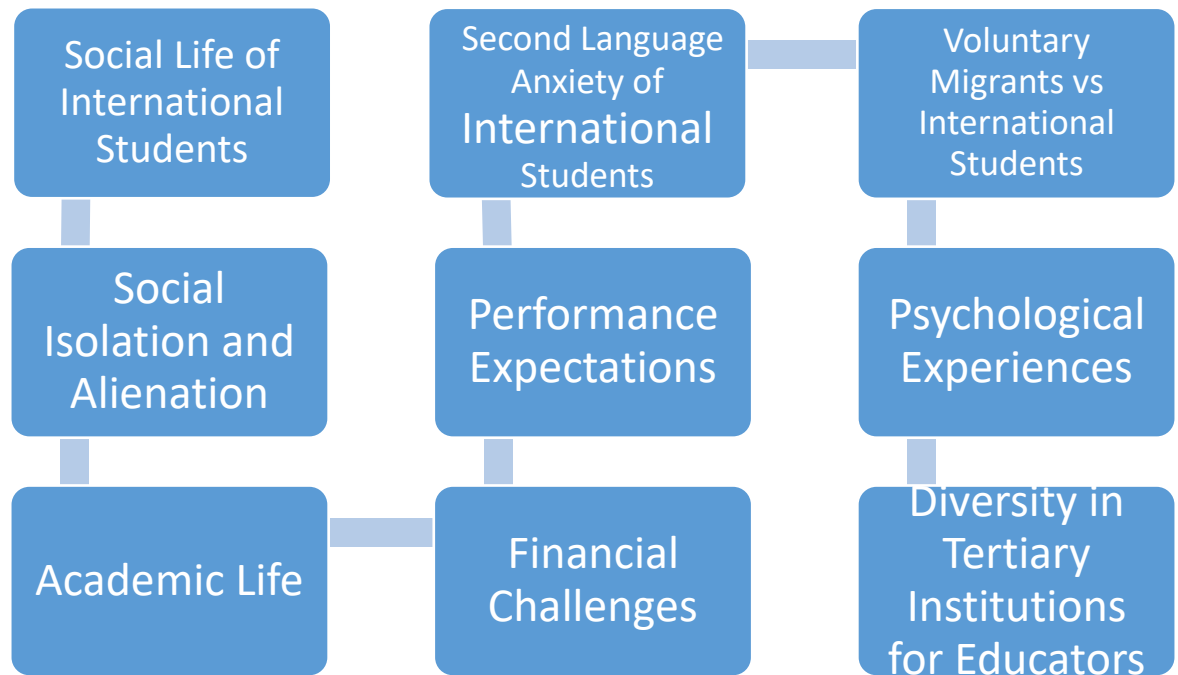 Social Life of
International
Students
Social
Isolation and
Alienation
Academic Life
Financial
Challenges
Performance
Expectations
Second Language
Anxiety of
International
Students
Voluntary
Migrants vs
International
Students
Psychological
Experiences
Diversity in
Tertiary
Institutions
for Educators